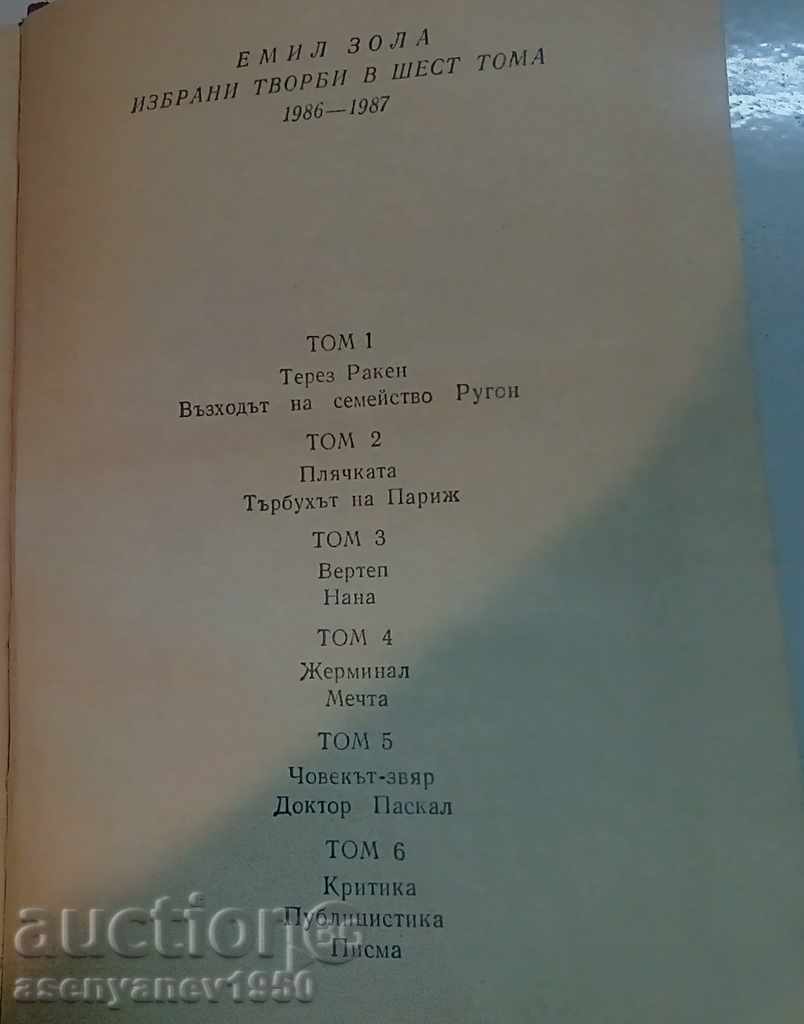 ЕМИЛ ЗОЛА
ИЗБРАНИ ТВОРБИ В ШЕСТ ТОМА
1986—1987
ТОМ 1
Терез Ракен
Възходът на семейство Ругон
ТОМ 2
Плячката
Търбухът на Париж
ТОМ 3
Вертеп
Нана
ТОМ 4
Жерминал
Мечта
ТОМ 5
Човекът-звяр
Доктор Паскал
ТОМ 6
Критика
Публицистика
Писма
auction BG
asenyanev1950